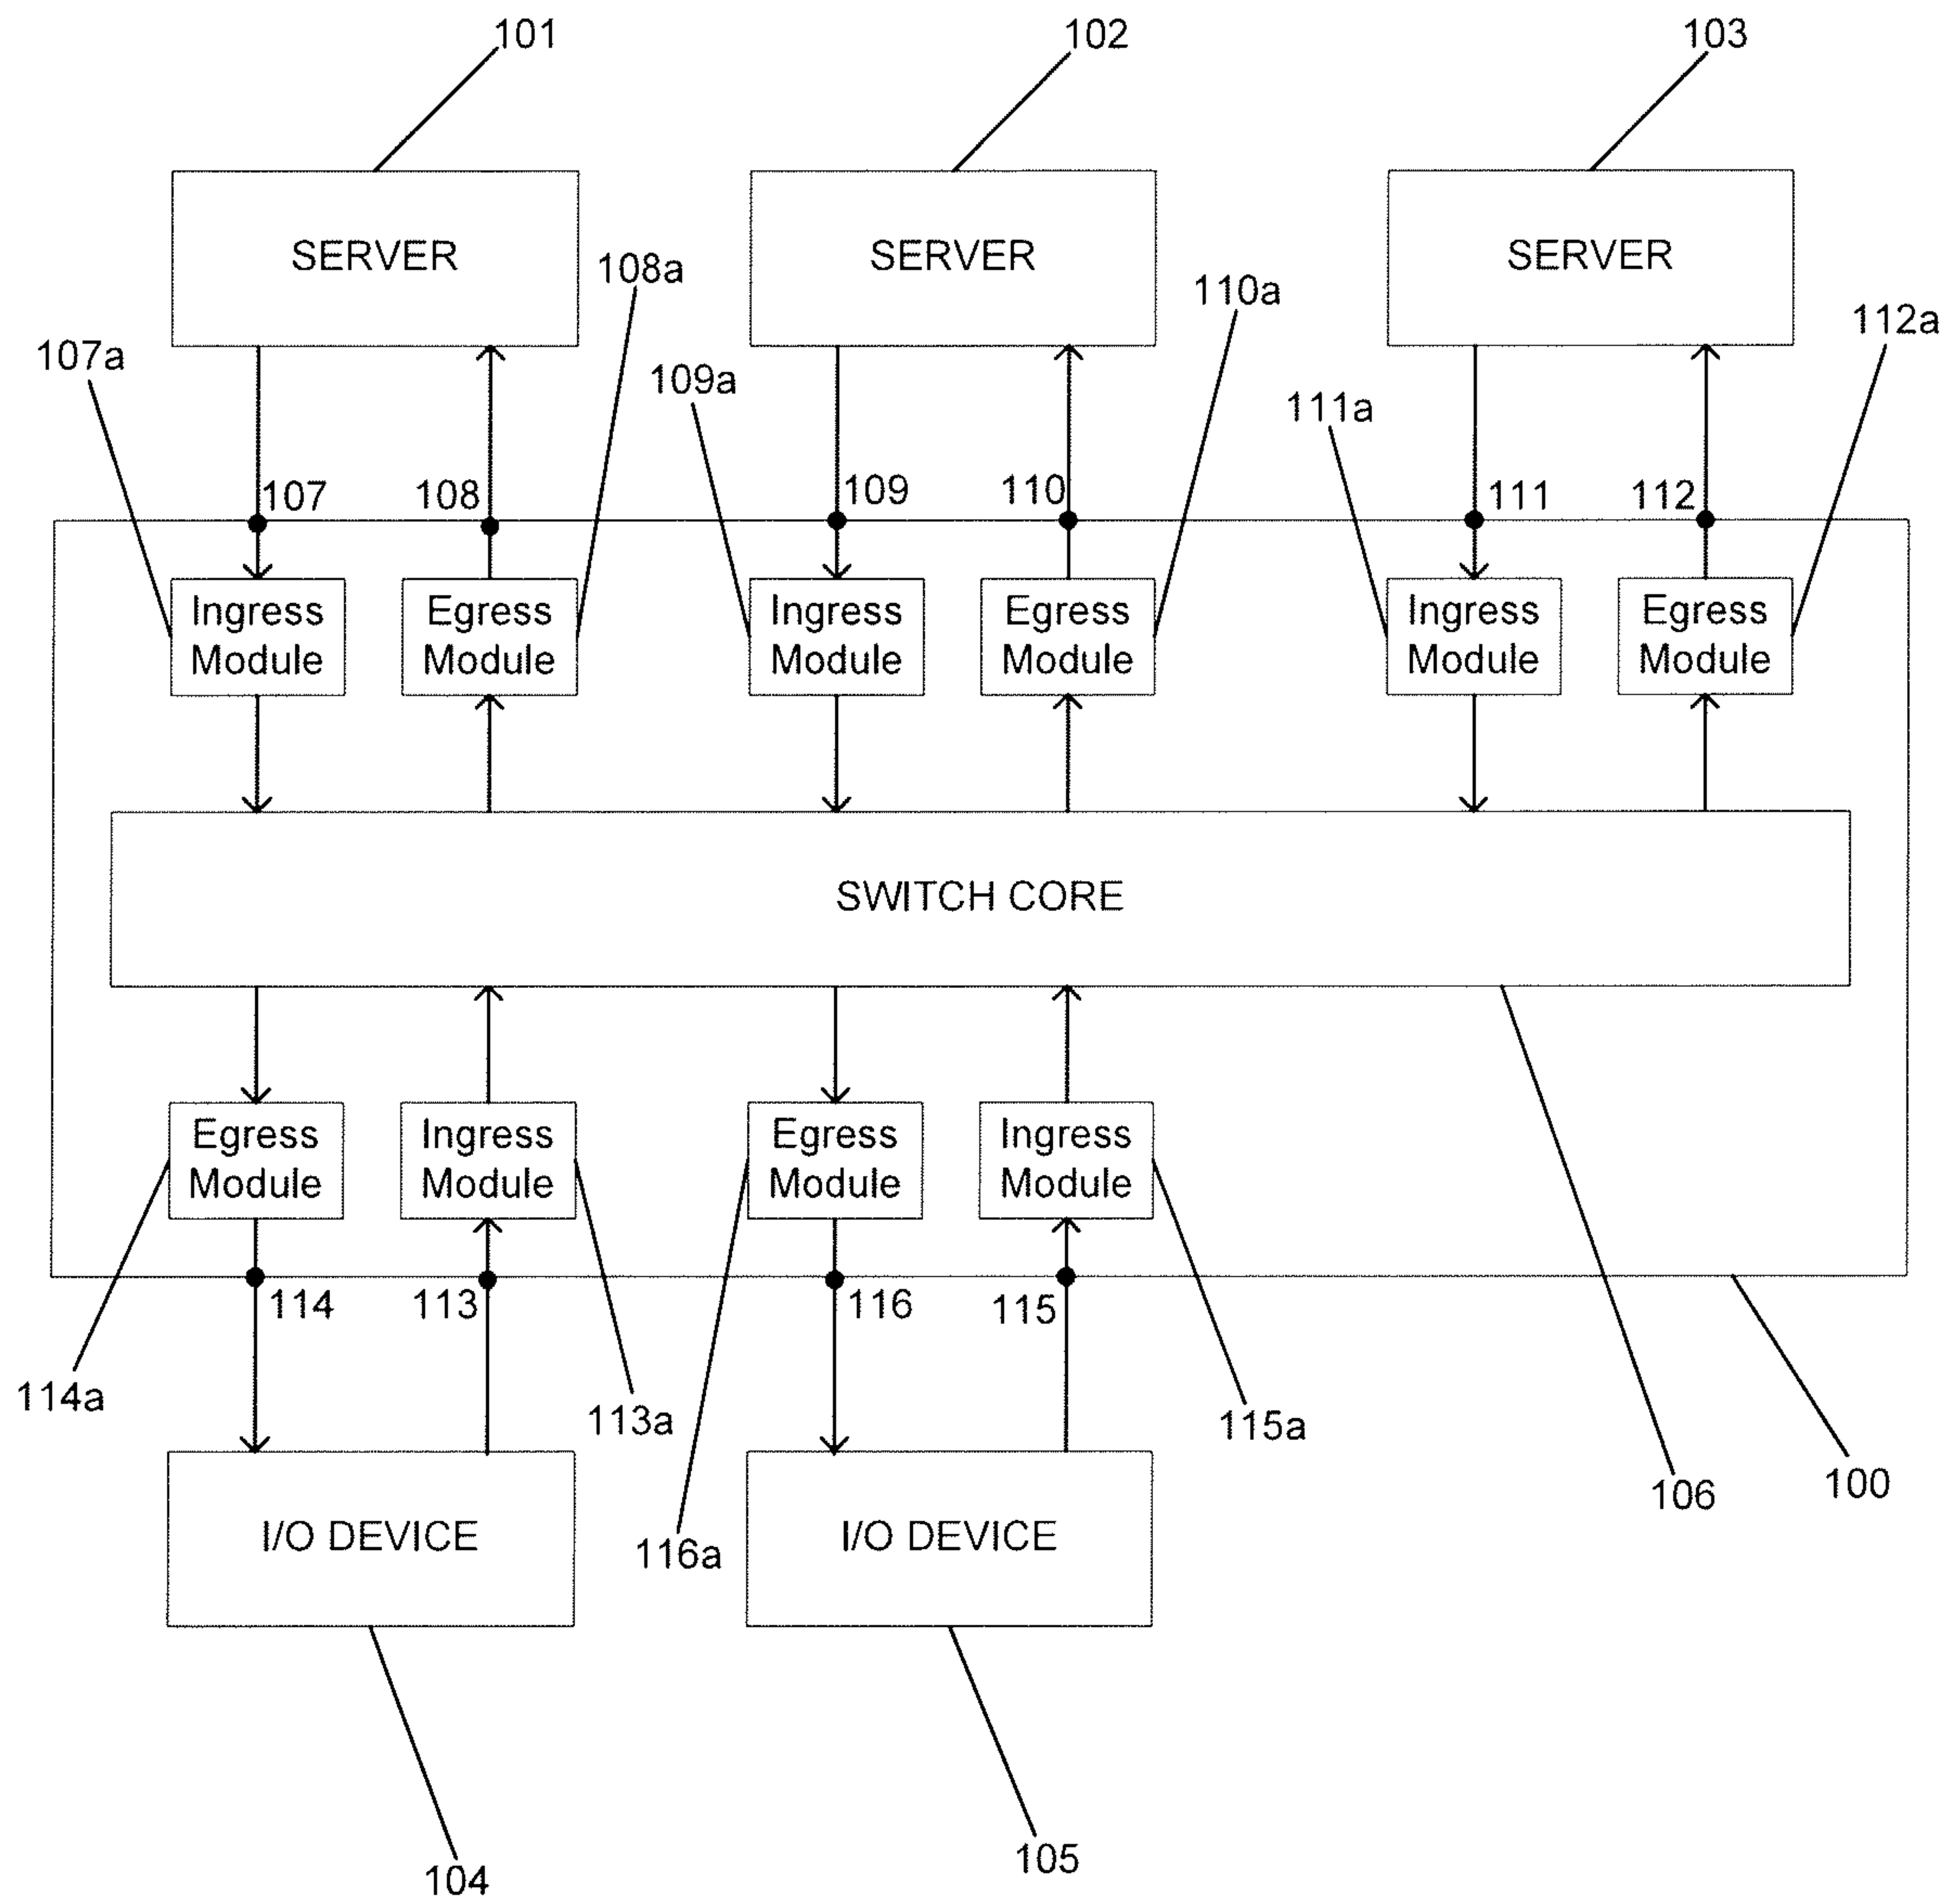 101
102
103
SERVER
SERVER
SERVER
108a
110a
112a
107a
109a
111a
107
108
109
110
111
112
Ingress
Module
Egress
Module
Ingress
Module
Egress
Module
Ingress
Module
Egress
Module
SWITCH CORE
Egress
Module
Ingress
Module
Egress
Module
Ingress
Module
114
113
116
115
114a
113a
115a
100
106
I/O DEVICE
I/O DEVICE
116a
105
104